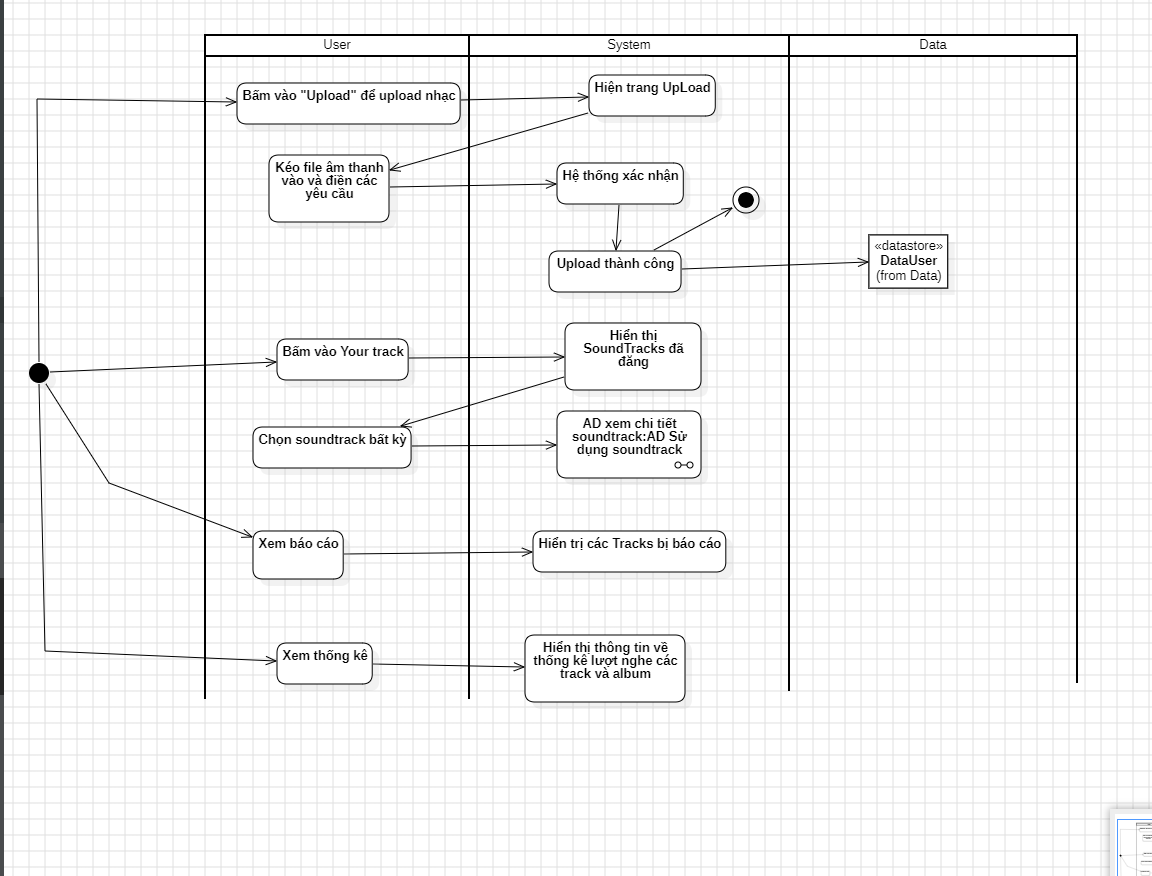 User
System
Data
Bấm vào "Upload" để upload nhạc
Hiện trang UpLoad
Kéo file âm thanh
vào và điền các
yêu cầu
Hệ thống xác nhận
Upload thành công
«datastore»
DataUser
(from Data)
Bấm vào Your track
Hiển thị
SoundTracks đã
đăng
Chọn soundtrack bất kỳ
AD xem chi tiết
soundtrack:AD Sử
dụng soundtrack
Xem báo cáo
Hiển trị các Tracks bị báo cáo
Xem thống kê
Hiển thị thông tin về
thống kê lượt nghe các
track và album